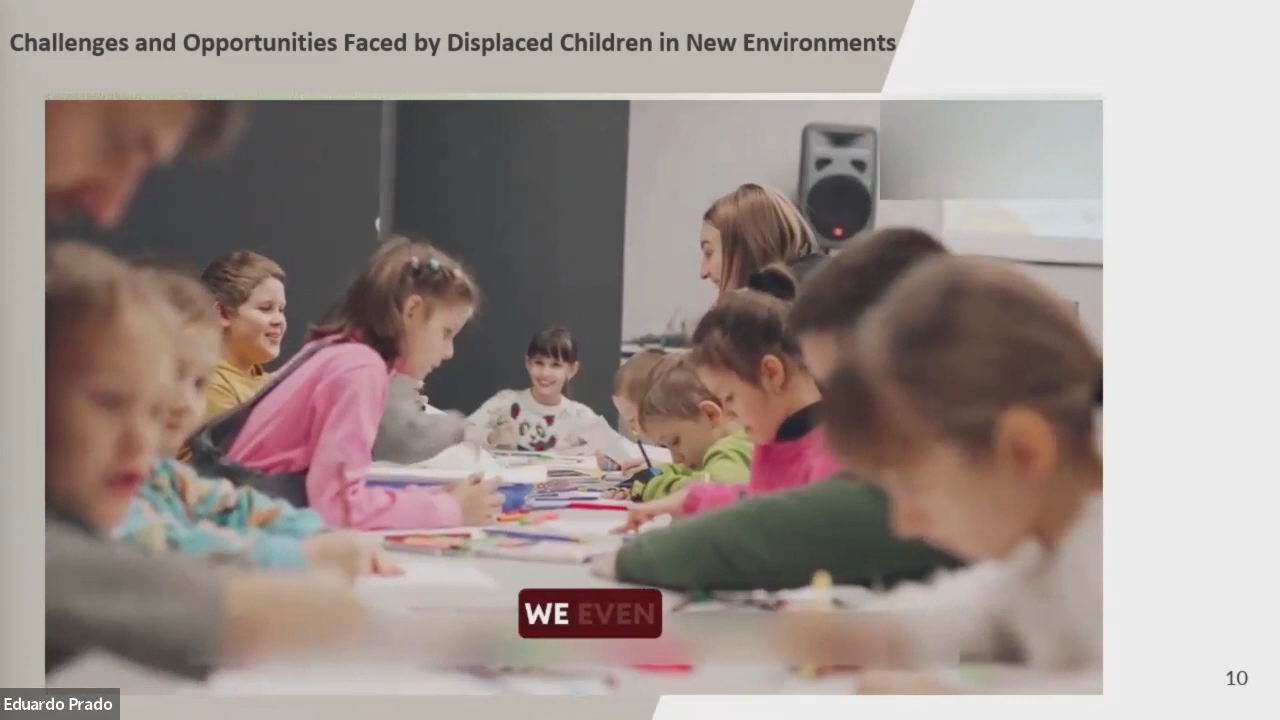 Challenges and Opportunities Faced by Displaced Children in New Environments
WE EVEN
10
Eduardo Prado